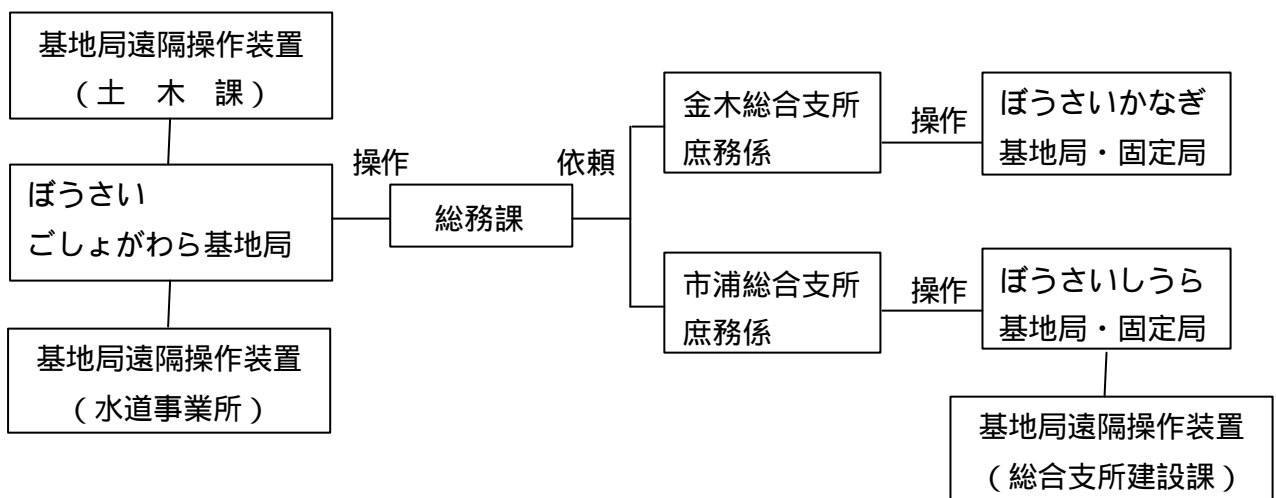 基地局遠隔操作装置
（土　木　課）
ぼうさい
ごしょがわら基地局
基地局遠隔操作装置
（水道事業所）
操作
総務課
依頼
金木総合支所
庶務係
操作
ぼうさいかなぎ
基地局・固定局
市浦総合支所
庶務係
操作
ぼうさいしうら
基地局・固定局
基地局遠隔操作装置
（総合支所建設課）